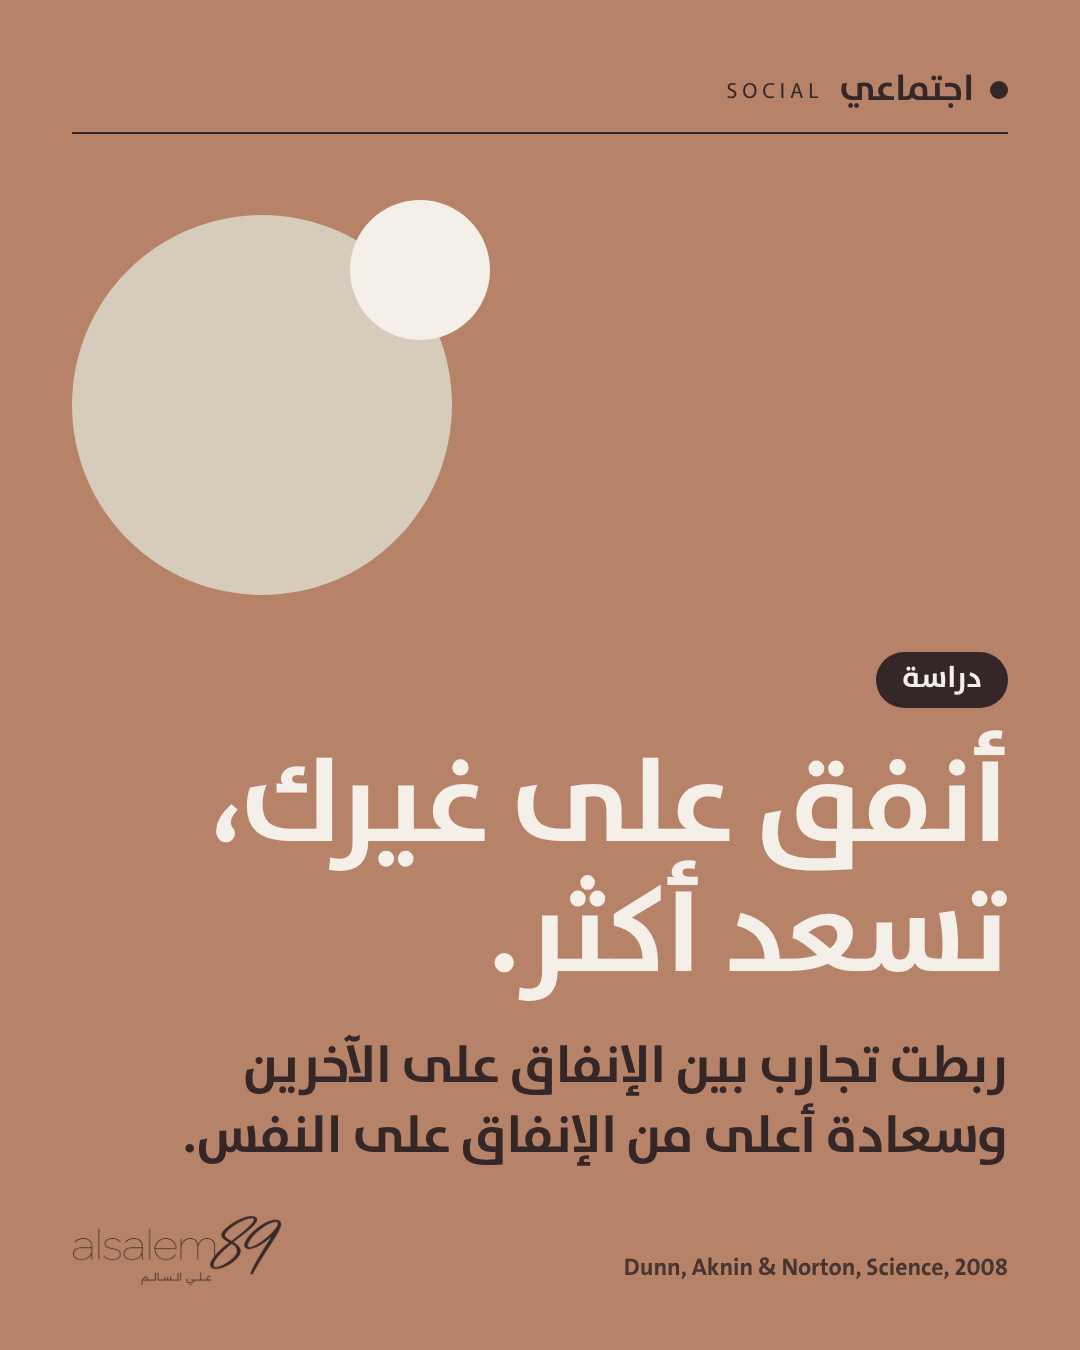 اجتماعي SOCIAL
دراسة
أنفق على غيرك،
تسعد أكثر.
ربطت تجارب بين الإنفاق على الآخرين
وسعادة أعلى من الإنفاق على النفس.
Dunn, Aknin & Norton, Science, 2008
alsalem89
علي السالم